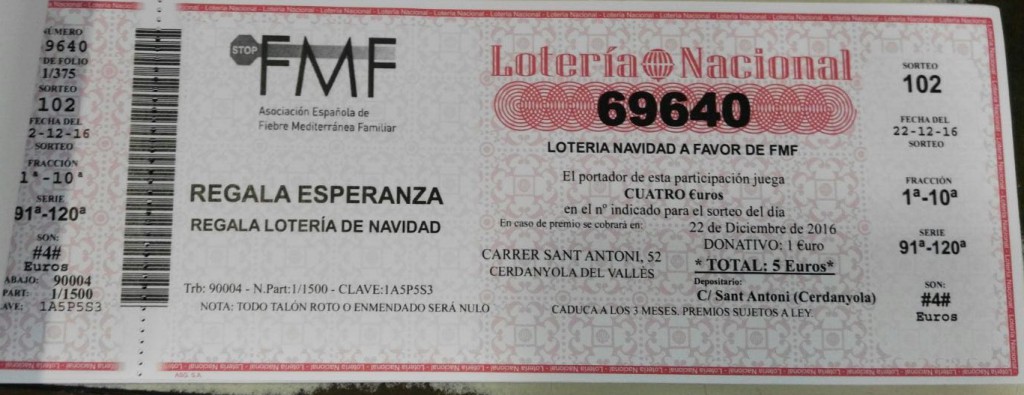 NÚMERO
9640
DE FOLIO
1/375
SORTEO
102
FECHA DEL
2-12-16
SORTEO
FRACCIÓN
1ª-10ª
SERIE
91ª-120ª
SON:
#4#
Euros
ABAJO: 90004
PART: 1/1500
AVE: 1A5P5S3
STOP
FMF
Asociación Española de
Fiebre Mediterránea Familiar
REGALA ESPERANZA
REGALA LOTERÍA DE NAVIDAD
Trb: 90004 - N.Part:1/1500 - CLAVE:1A5P5S3
NOTA: TODO TALÓN ROTO O ENMENDADO SERÁ NULO
Lotería Nacional
69640
LOTERIA NAVIDAD A FAVOR DE FMF
El portador de esta participación juega
CUATRO €uros
en el nº indicado para el sorteo del día
En caso de premio se cobrará en:
22 de Diciembre de 2016
CARRER SANT ANTONI, 52
CERDANYOLA DEL VALLÈS
DONATIVO: 1 €uro
* TOTAL: 5 Euros*
Depositario:
C/ Sant Antoni (Cerdanyola)
CADUCA A LOS 3 MESES. PREMIOS SUJETOS A LEY.
SORTEO
102
FECHA DEL
22-12-16
SORTEO
FRACCIÓN
1ª-10ª
SERIE
91ª-120ª
SON:
#4#
Euros